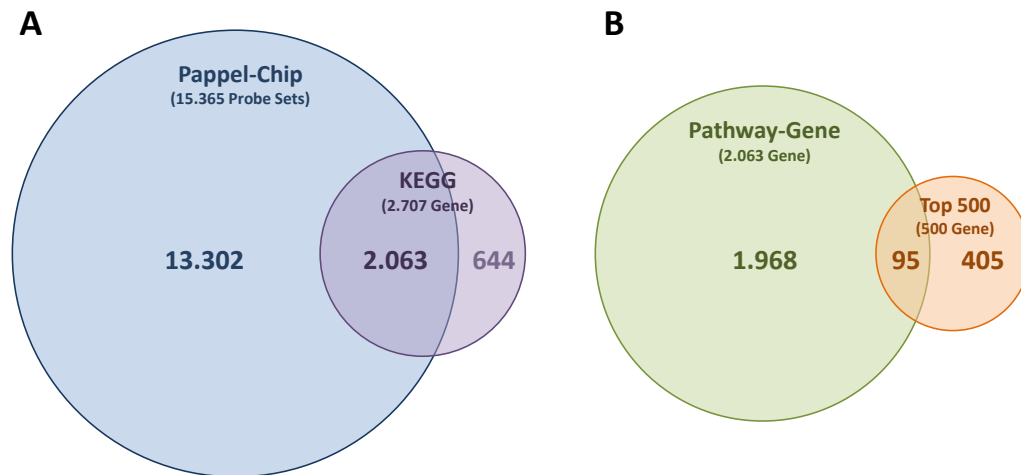 A
Pappel-Chip
(15.365 Probe Sets)
KEGG
(2.707 Gene)
13.302
2.063
644
B
Pathway-Gene
(2.063 Gene)
Top 500
(500 Gene)
1.968
95
405